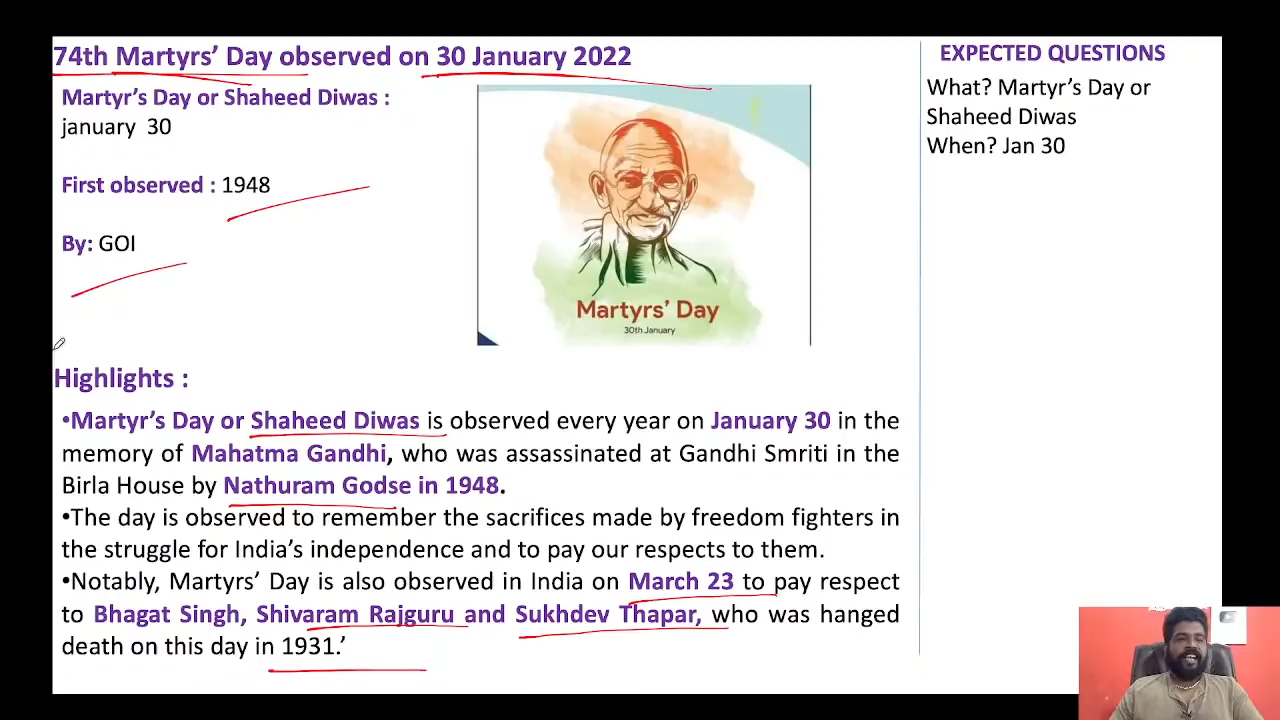 74th Martyrs’ Day observed on 30 January 2022
Martyr’s Day or Shaheed Diwas :
january 30
First observed : 1948
By: GOI
Martyrs’ Day
30th January
Highlights :
•Martyr’s Day or Shaheed Diwas is observed every year on January 30 in the
memory of Mahatma Gandhi, who was assassinated at Gandhi Smriti in the
Birla House by Nathuram Godse in 1948.
•The day is observed to remember the sacrifices made by freedom fighters in
the struggle for India’s independence and to pay our respects to them.
•Notably, Martyrs’ Day is also observed in India on March 23 to pay respect
to Bhagat Singh, Shivaram Rajguru and Sukhdev Thapar, who was hanged
death on this day in 1931.’
EXPECTED QUESTIONS
What? Martyr’s Day or
Shaheed Diwas
When? Jan 30